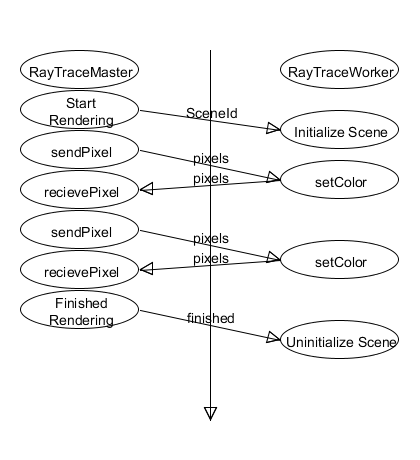 RayTraceMaster
RayTraceWorker
Start
Rendering
SceneId
Initialize Scene
sendPixel
pixels
pixels
setColor
recievePixel
sendPixel
pixels
pixels
setColor
recievePixel
Finished
Rendering
finished
Uninitialize Scene